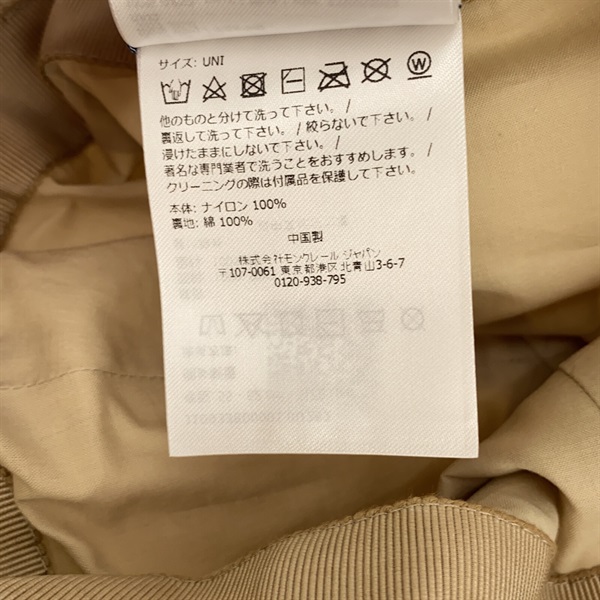 サイズ: UNI
W
他のものと分けて洗って下さい。/
裏返して洗って下さい。/絞らないで下さい。/
浸けたままにしないで下さい。/
著名な専門業者で洗うことをおすすめします。/
クリーニングの際は付属品を保護して下さい。
本体: ナイロン 100%
裏地: 綿 100%
中国製
株式会社モンクレール ジャパン
〒107-0061 東京都港区 北青山3-6-7
0120-938-795